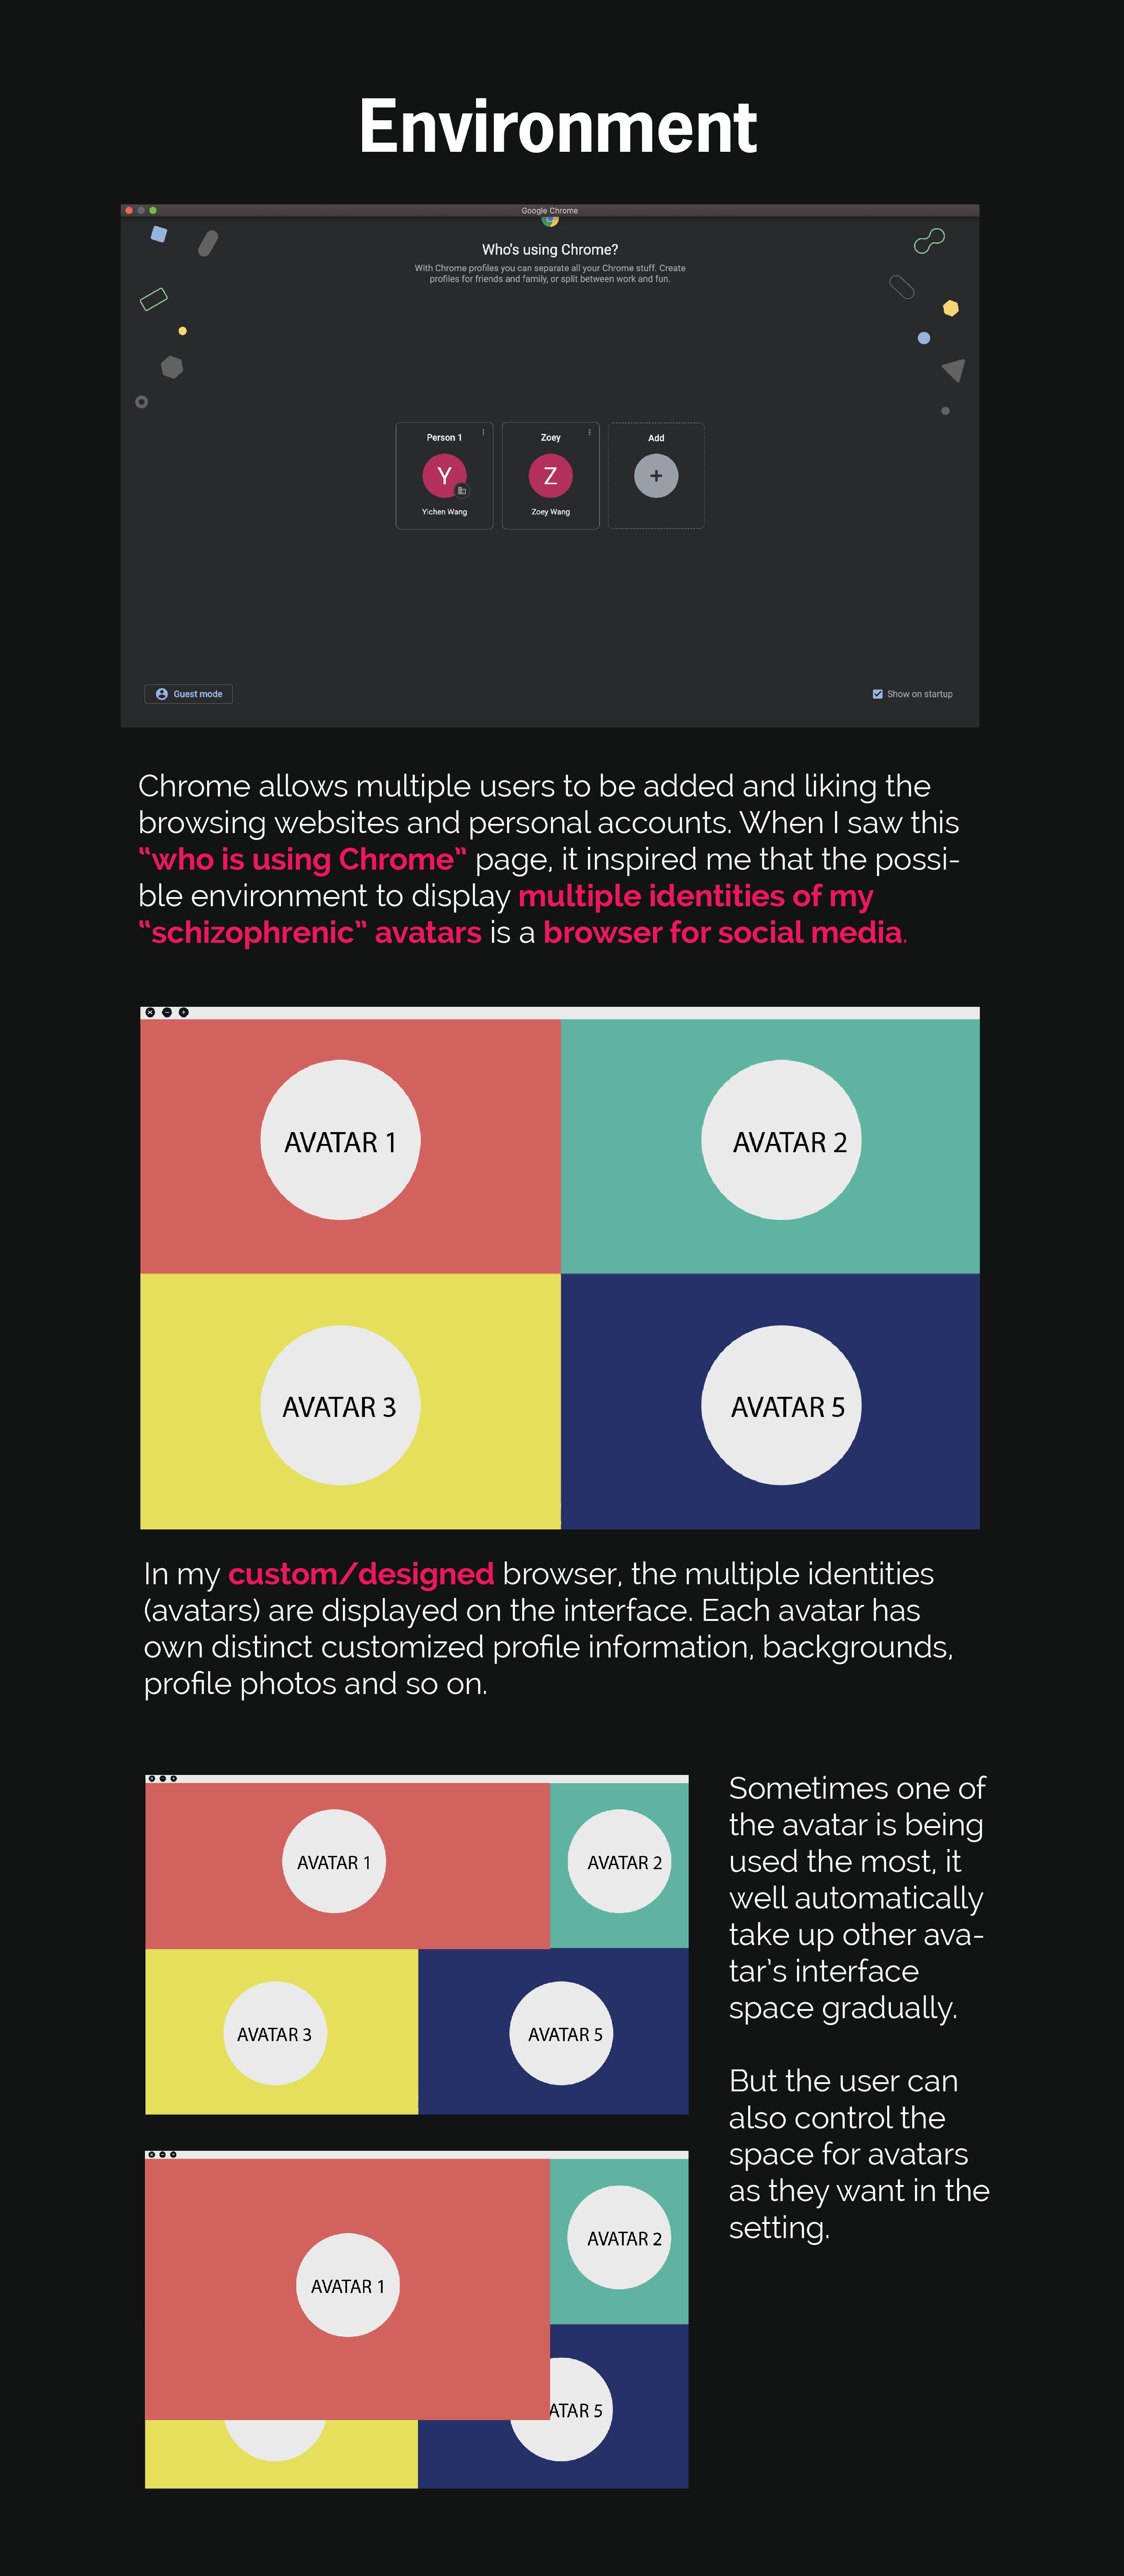 Environment
Google Chrome
Who's using Chrome?
With Chrome profiles you can separate all your Chrome stuff. Create
profiles for friends and family, or split between work and fun.
Person 1
Zoey
Add
Y
Z
Yichen Wang
Zoey Wang
Guest mode
Show on startup
Chrome allows multiple users to be added and liking the
browsing websites and personal accounts. When I saw this
“who is using Chrome” page, it inspired me that the possi-
ble environment to display multiple identities of my
“schizophrenic” avatars is a browser for social media.
AVATAR 1
AVATAR 2
AVATAR 3
AVATAR 5
In my custom/designed browser, the multiple identities
(avatars) are displayed on the interface. Each avatar has
own distinct customized profile information, backgrounds,
profile photos and so on.
AVATAR 1
AVATAR 2
AVATAR 3
AVATAR 5
Sometimes one of
the avatar is being
used the most, it
well automatically
take up other ava-
tar's interface
space gradually.
But the user can
also control the
space for avatars
as they want in the
setting.
AVATAR 2
AVATAR 1
ATAR 5